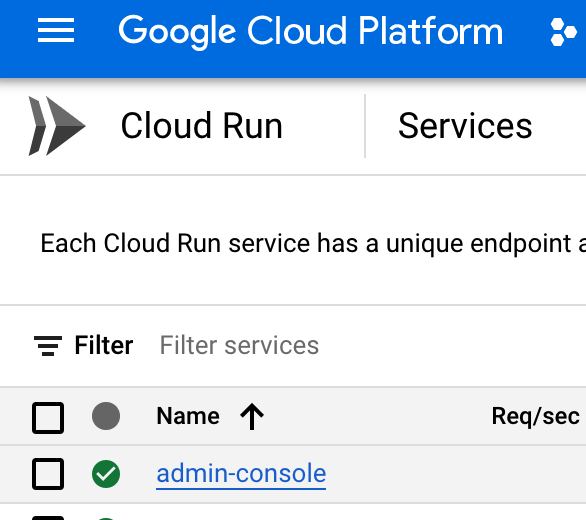 Google Cloud Platform
Cloud Run
Services
Each Cloud Run service has a unique endpoint
Filter Filter services
Name Req/sec
admin-console